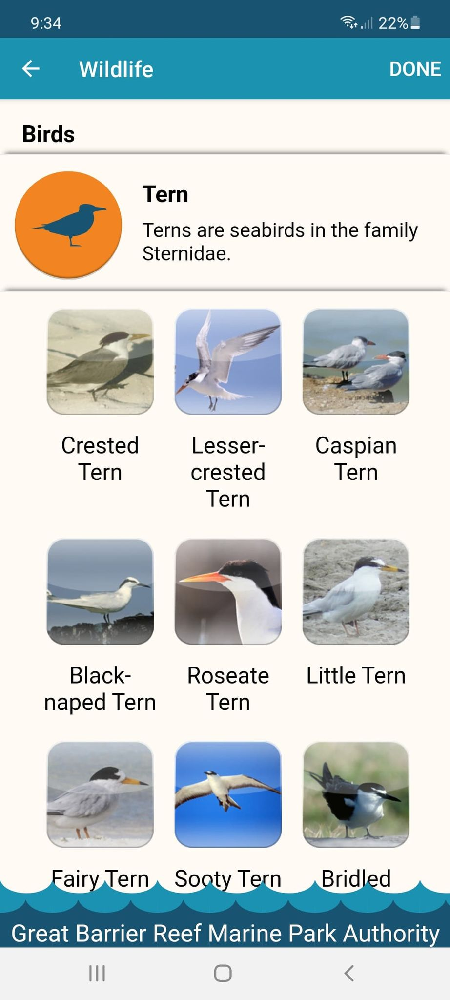 9:34
22%
Wildlife
DONE
Birds
Tern
Terns are seabirds in the family
Sternidae.
Crested
Tern
Lesser-
crested
Tern
Caspian
Tern
Black-
naped Tern
Roseate
Tern
Little Tern
Fairy Tern
Sooty Tern
Bridled
Great Barrier Reef Marine Park Authority